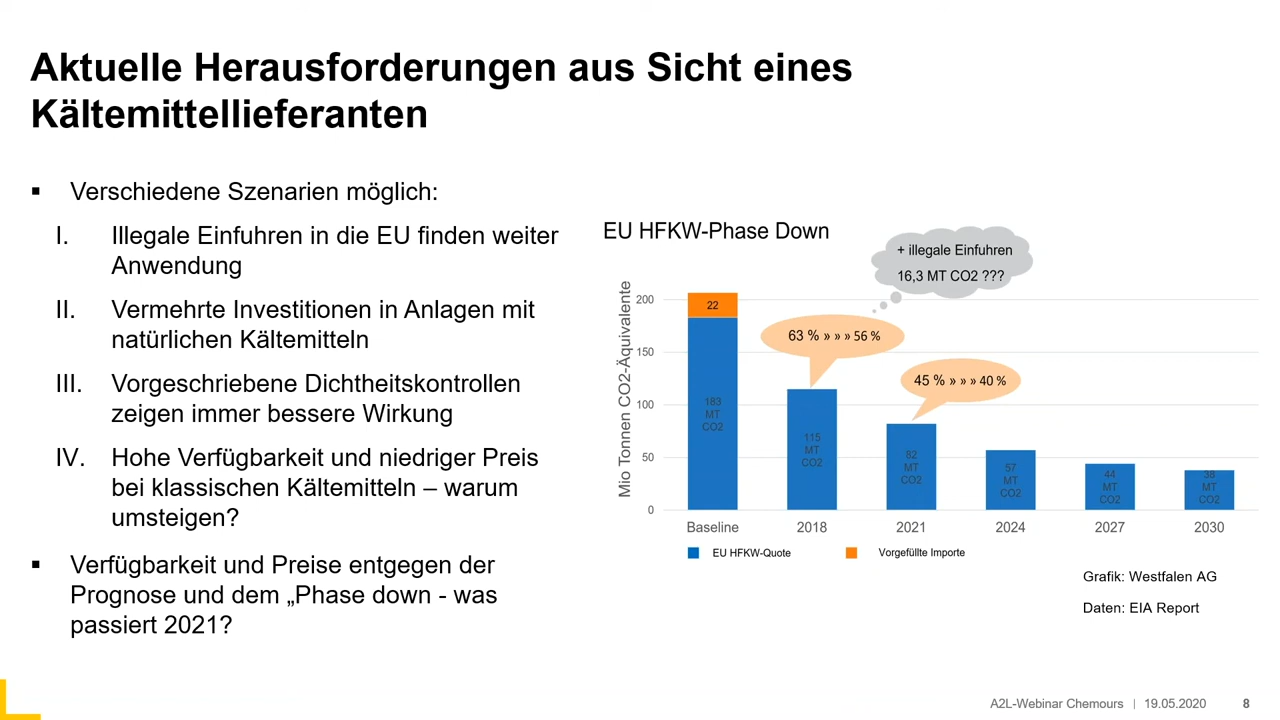 Aktuelle Herausforderungen aus Sicht eines
Kältemittellieferanten
▪ Verschiedene Szenarien möglich:
I. Illegale Einfuhren in die EU finden weiter
Anwendung
II. Vermehrte Investitionen in Anlagen mit
natürlichen Kältemitteln
III. Vorgeschriebene Dichtheitskontrollen
zeigen immer bessere Wirkung
IV. Hohe Verfügbarkeit und niedriger Preis
bei klassischen Kältemitteln – warum
umsteigen?
▪ Verfügbarkeit und Preise entgegen der
Prognose und dem „Phase down - was
passiert 2021?
EU HFKW-Phase Down
+ illegale Einfuhren
16,3 MT CO2 ???
63 % » » » 56 %
45 % » » » 40 %
Mio Tonnen CO2-Äquivalente
200
150
100
50
0
22
183
MT
CO2
115
MT
CO2
82
MT
CO2
57
MT
CO2
44
MT
CO2
38
MT
CO2
Baseline
2018
2021
2024
2027
2030
EU HFKW-Quote
Vorgefüllte Importe
Grafik: Westfalen AG
Daten: EIA Report
A2L-Webinar Chemours | 19.05.2020 8